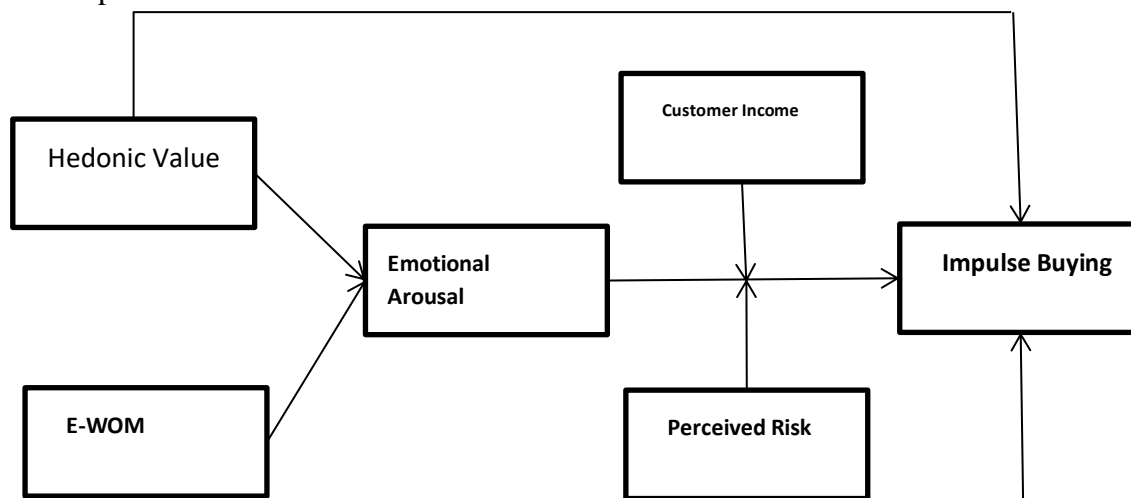 Customer Income
Hedonic Value
Emotional
Arousal
Impulse Buying
E-WOM
Perceived Risk